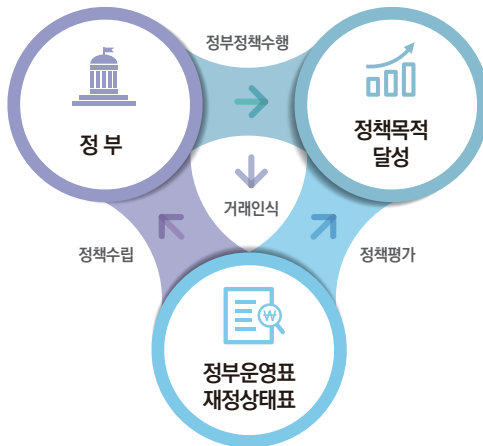 정부정책수행
정 부
정책목적
달성
거래인식
정책수립
정책평가
₩
정부운영표
재정상태표